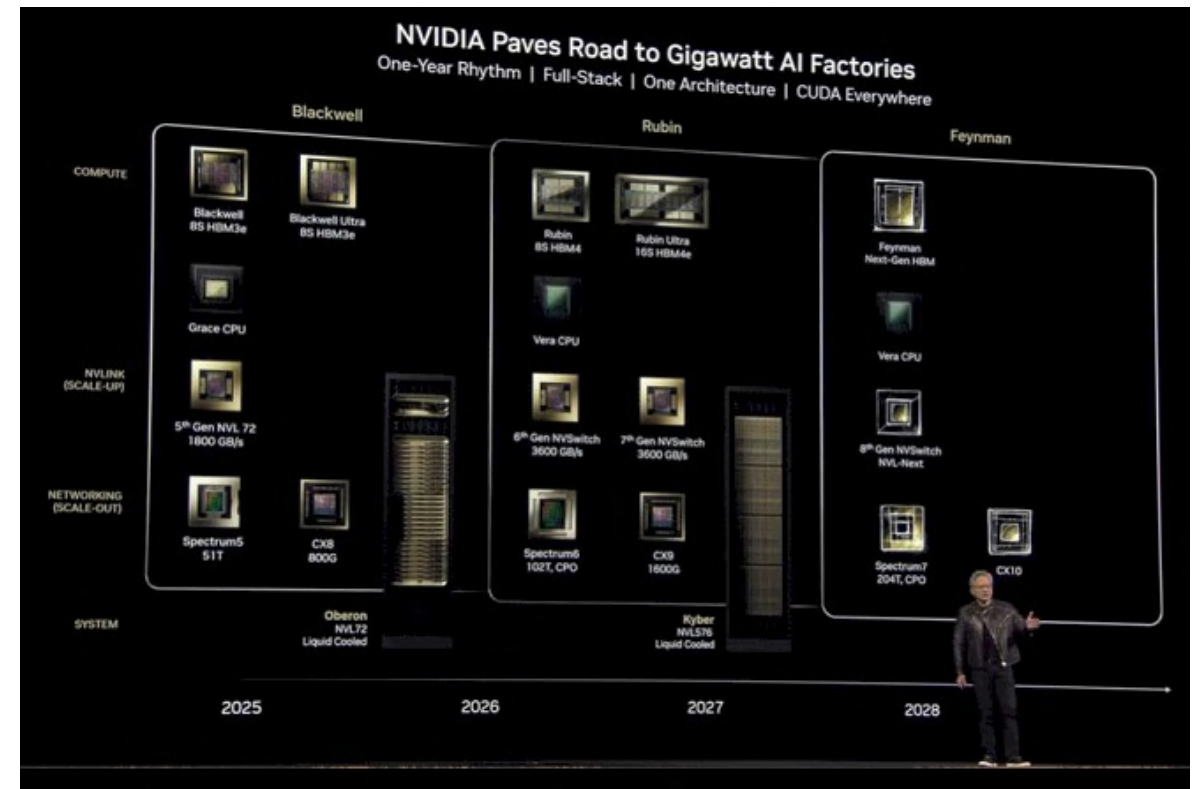 NVIDIA Paves Road to Gigawatt AI Factories
One-Year Rhythm | Full-Stack | One Architecture | CUDA Everywhere
Blackwell
Rubin
Feynman
COMPUTE
Blackwell
8S HBM3e
Blackwell Ultra
8S HBM3e
Rubin
8S HBM4
Rubin Ultra
16S HBM4e
Feynman
Next-Gen HBM
Grace CPU
Vera CPU
Vera CPU
NVLINK
(SCALE-UP)
5th Gen NVL 72
1800 GB/s
6th Gen NVSwitch
3600 GB/s
7th Gen NVSwitch
3600 GB/s
8th Gen NVSwitch
NVL-Next
NETWORKING
(SCALE-OUT)
Spectrum5
51T
CX8
800G
Spectrum6
102T, CPO
CX9
1600G
Spectrum7
204T, CPO
CX10
SYSTEM
Oberon
NVL72
Liquid Cooled
Kyber
NVL576
Liquid Cooled
2025
2026
2027
2028